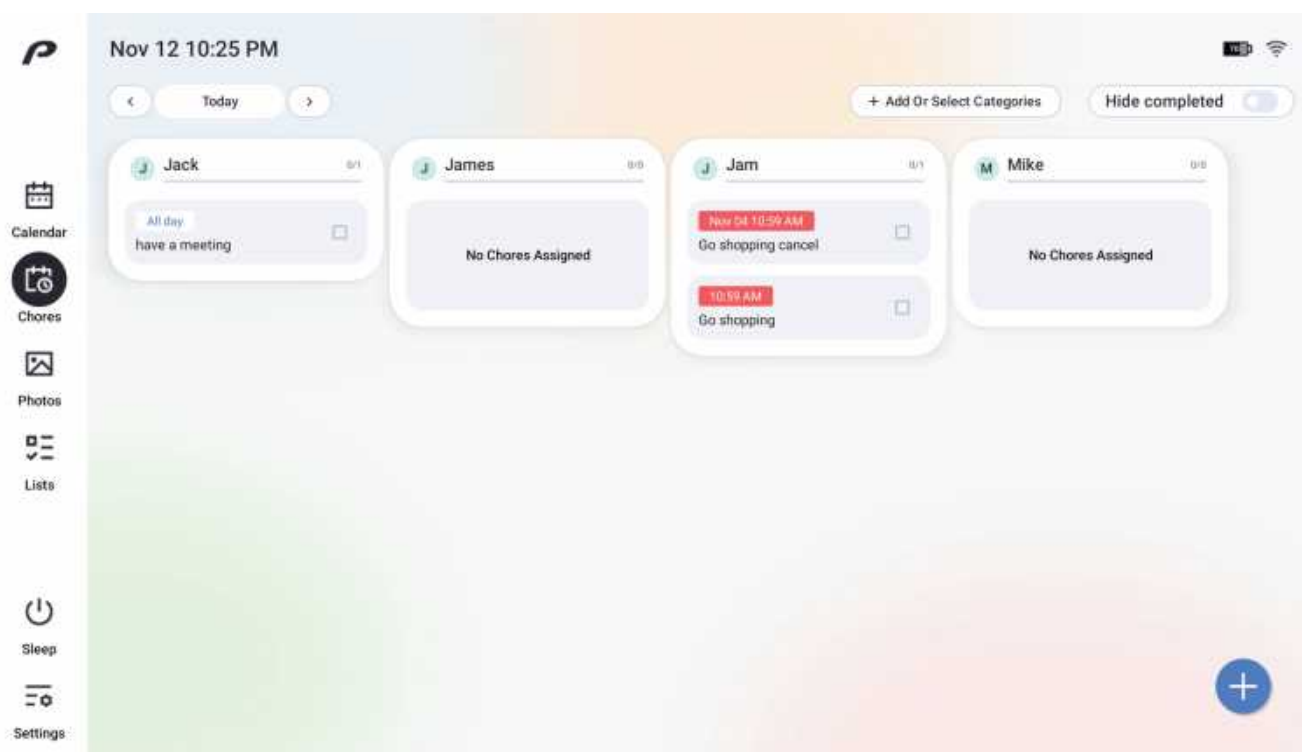 Nov 12 10:25 PM
Today
+ Add Or Select Categories
Hide completed
J Jack 0/1
All day
have a meeting
J James 0/0
No Chores Assigned
J Jam 0/1
Nov 04 10:59 AM
Go shopping cancel
10:59 AM
Go shopping
M Mike 0/0
No Chores Assigned
Calendar
Chores
Photos
Lists
Sleep
Settings